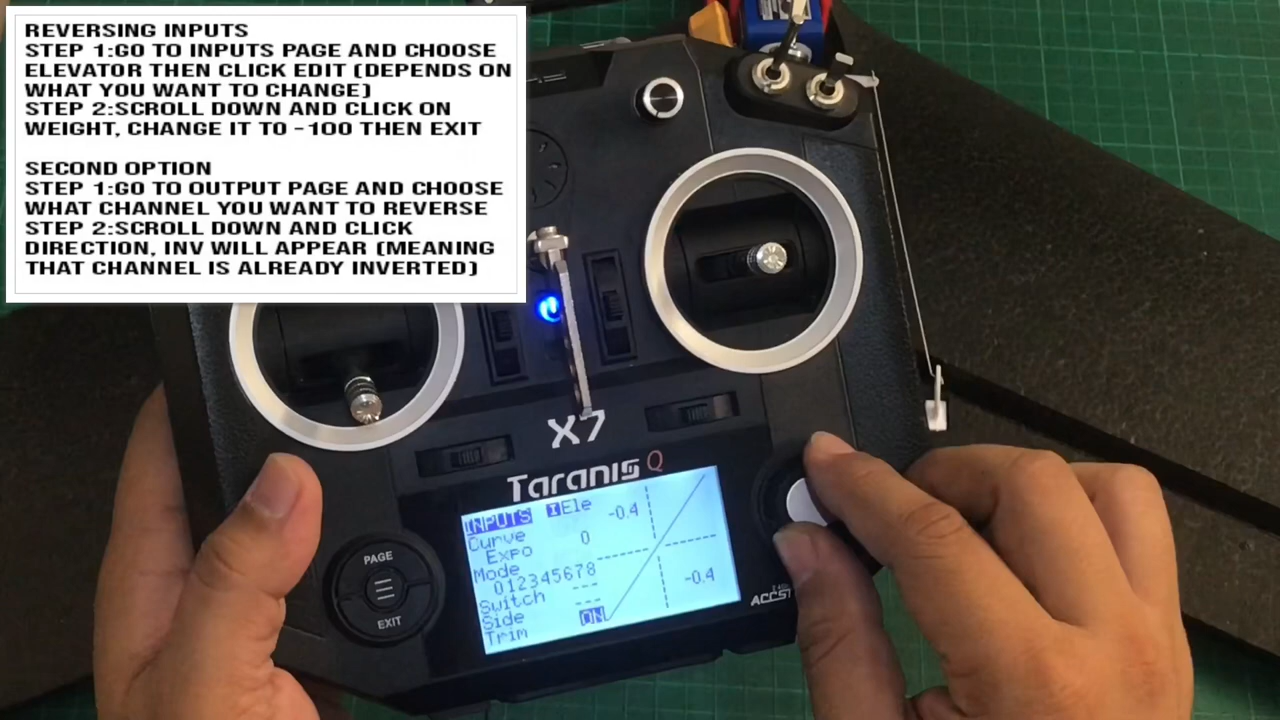 REVERSING INPUTS
STEP 1:GO TO INPUTS PAGE AND CHOOSE
ELEVATOR THEN CLICK EDIT (DEPENDS ON
WHAT YOU WANT TO CHANGE)
STEP 2:SCROLL DOWN AND CLICK ON
WEIGHT, CHANGE IT TO -100 THEN EXIT
SECOND OPTION
STEP 1:GO TO OUTPUT PAGE AND CHOOSE
WHAT CHANNEL YOU WANT TO REVERSE
STEP 2:SCROLL DOWN AND CLICK
DIRECTION, INV WILL APPEAR (MEANING
THAT CHANNEL IS ALREADY INVERTED)
X7
Taranis Q
INPUTS IEle -0.4
Curve
Expo 0
Mode
012345678
Switch ---
Side ---
Trim ON
-0.4
PAGE
EXIT
ACCST